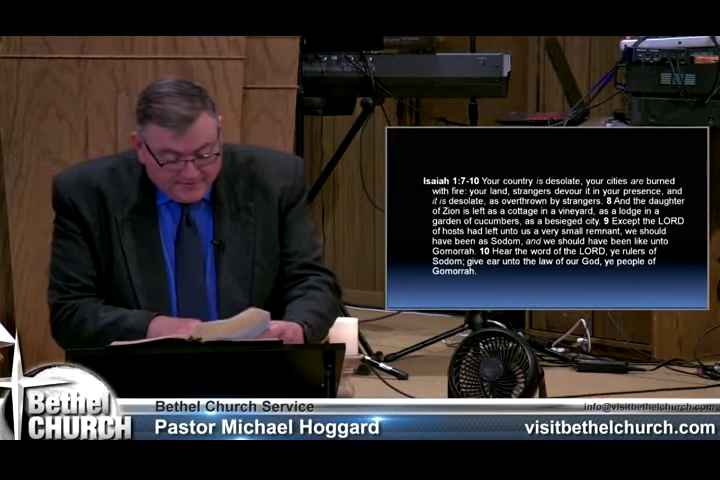 Isaiah 1:7-10 Your country is desolate, your cities are burned
with fire: your land, strangers devour it in your presence, and
it is desolate, as overthrown by strangers. 8 And the daughter
of Zion is left as a cottage in a vineyard, as a lodge in a
garden of cucumbers, as a besieged city. 9 Except the LORD
of hosts had left unto us a very small remnant, we should
have been as Sodom, and we should have been like unto
Gomorrah. 10 Hear the word of the LORD, ye rulers of
Sodom; give ear unto the law of our God, ye people of
Gomorrah.
Bethel
CHURCH
Bethel Church Service
info@visitbethelchurch.com
Pastor Michael Hoggard
visitbethelchurch.com